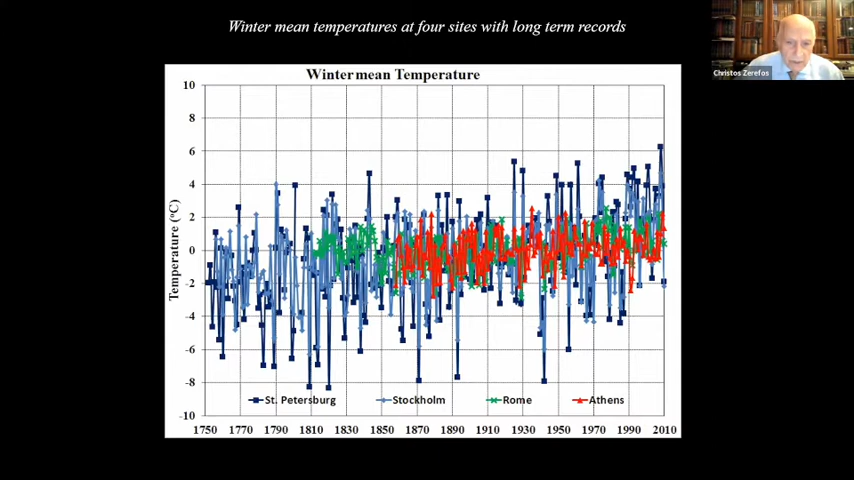 Winter mean temperatures at four sites with long term records
Christos Zerefos
Winter mean Temperature
10
8
6
4
2
0
-2
-4
-6
-8
-10
Temperature (°C)
St. Petersburg
Stockholm
Rome
Athens
1750 1770 1790 1810 1830 1850 1870 1890 1910 1930 1950 1970 1990 2010